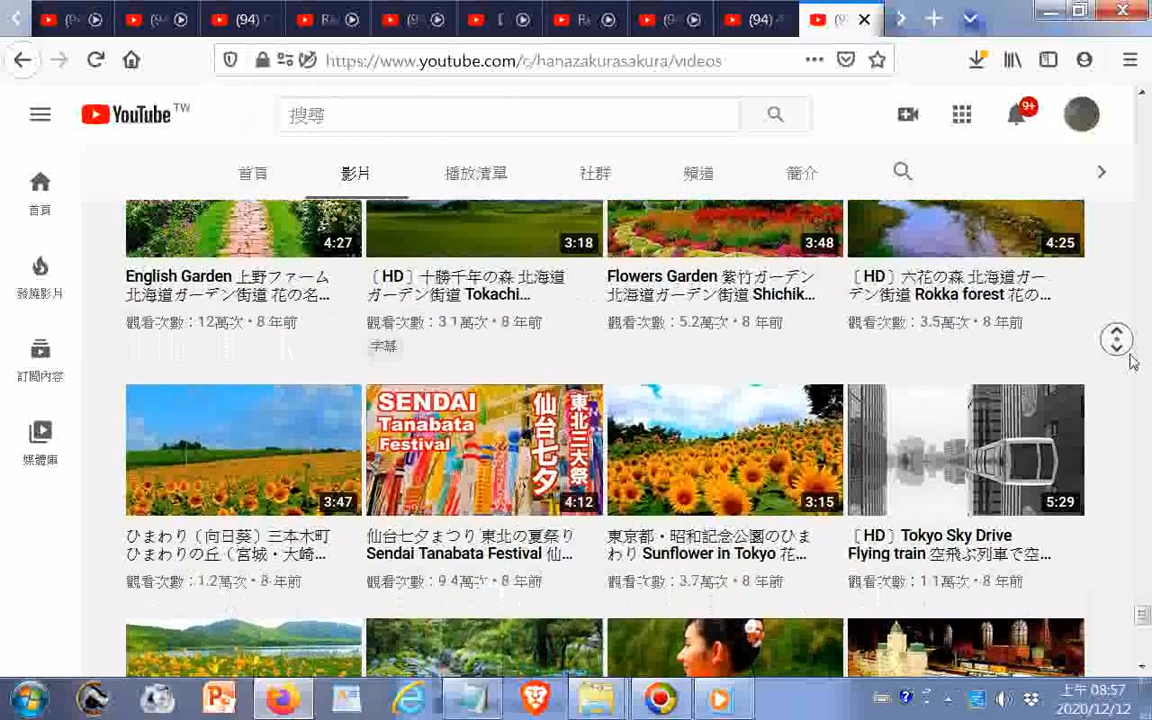 (94)
(94)
https://www.youtube.com/c/hanazakurasakura/videos
YouTube TW
搜尋
9+
首頁
影片
播放清單
社群
頻道
簡介
首頁
發燒影片
訂閱內容
媒體庫
4:27
3:18
3:48
4:25
English Garden 上野ファーム
北海道ガーデン街道 花の名...
觀看次數：12萬次・8 年前
〔HD〕十勝千年の森 北海道
ガーデン街道 Tokachi...
觀看次數：3.1萬次・8 年前
字幕
Flowers Garden 紫竹ガーデン
北海道ガーデン街道 Shichik...
觀看次數：5.2萬次・8 年前
〔HD〕六花の森 北海道ガー
デン街道 Rokka forest 花の...
觀看次數：3.5萬次・8 年前
3:47
SENDAI
Tanabata
Festival
仙台七夕
東北三大祭
4:12
3:15
5:29
ひまわり（向日葵）三本木町
ひまわりの丘（宮城・大崎...
觀看次數：1.2萬次・8 年前
仙台七夕まつり 東北の夏祭り
Sendai Tanabata Festival 仙...
觀看次數：9.4萬次・8 年前
東京都・昭和記念公園のひま
わり Sunflower in Tokyo 花...
觀看次數：3.7萬次・8 年前
〔HD〕Tokyo Sky Drive
Flying train 空飛ぶ列車で空...
觀看次數：11萬次・8 年前
上午 08:57
2020/12/12